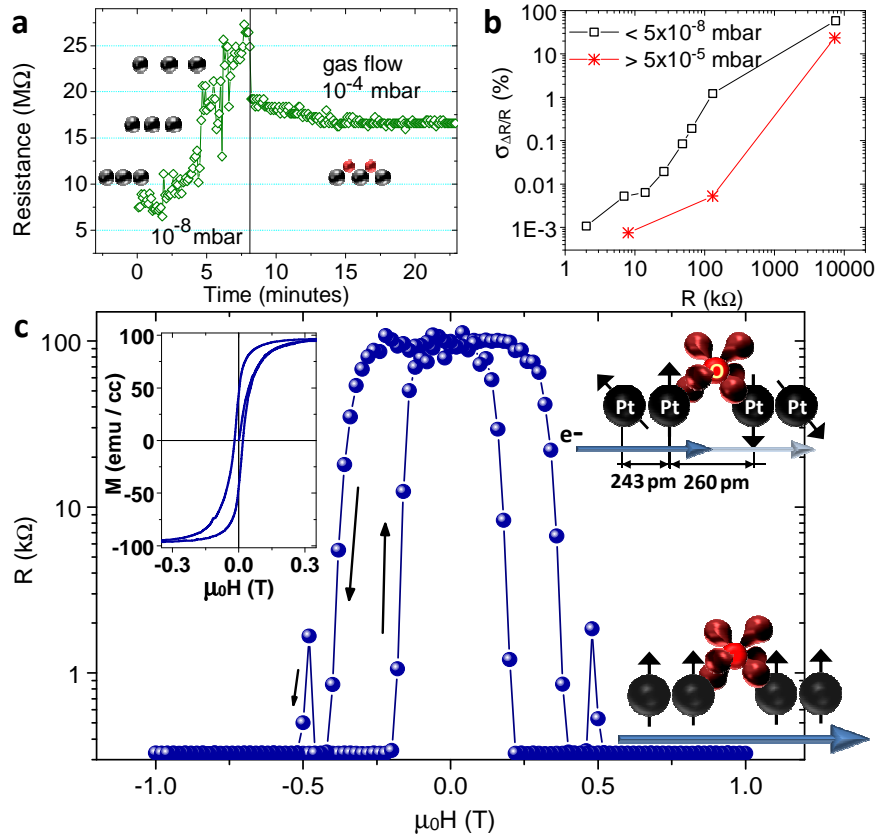 a
Resistance (MΩ)
25
20
15
10
5
gas flow
10⁻⁴ mbar
10⁻⁸ mbar
0 5 10 15 20
Time (minutes)
b
σΔR/R (%)
100
10
1
0.1
0.01
1E-3
< 5x10⁻⁸ mbar
> 5x10⁻⁵ mbar
1 10 100 1000 10000
R (kΩ)
c
R (kΩ)
100
10
1
M (emu / cc)
100
50
0
-50
-100
-0.3 0.0 0.3
μ₀H (T)
O
Pt Pt Pt Pt
e-
243 pm 260 pm
-1.0 -0.5 0.0 0.5 1.0
μ₀H (T)